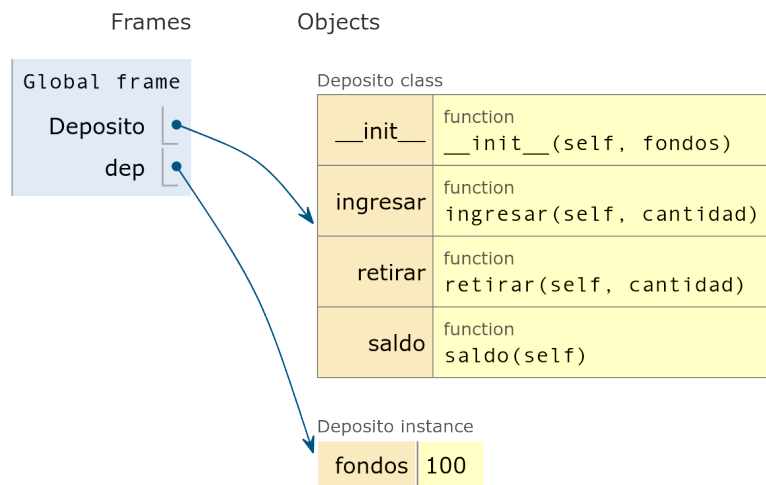 Frames Objects
Global frame
Deposito
dep
Deposito class
__init__ function
__init__(self, fondos)
ingresar function
ingresar(self, cantidad)
retirar function
retirar(self, cantidad)
saldo function
saldo(self)
Deposito instance
fondos 100